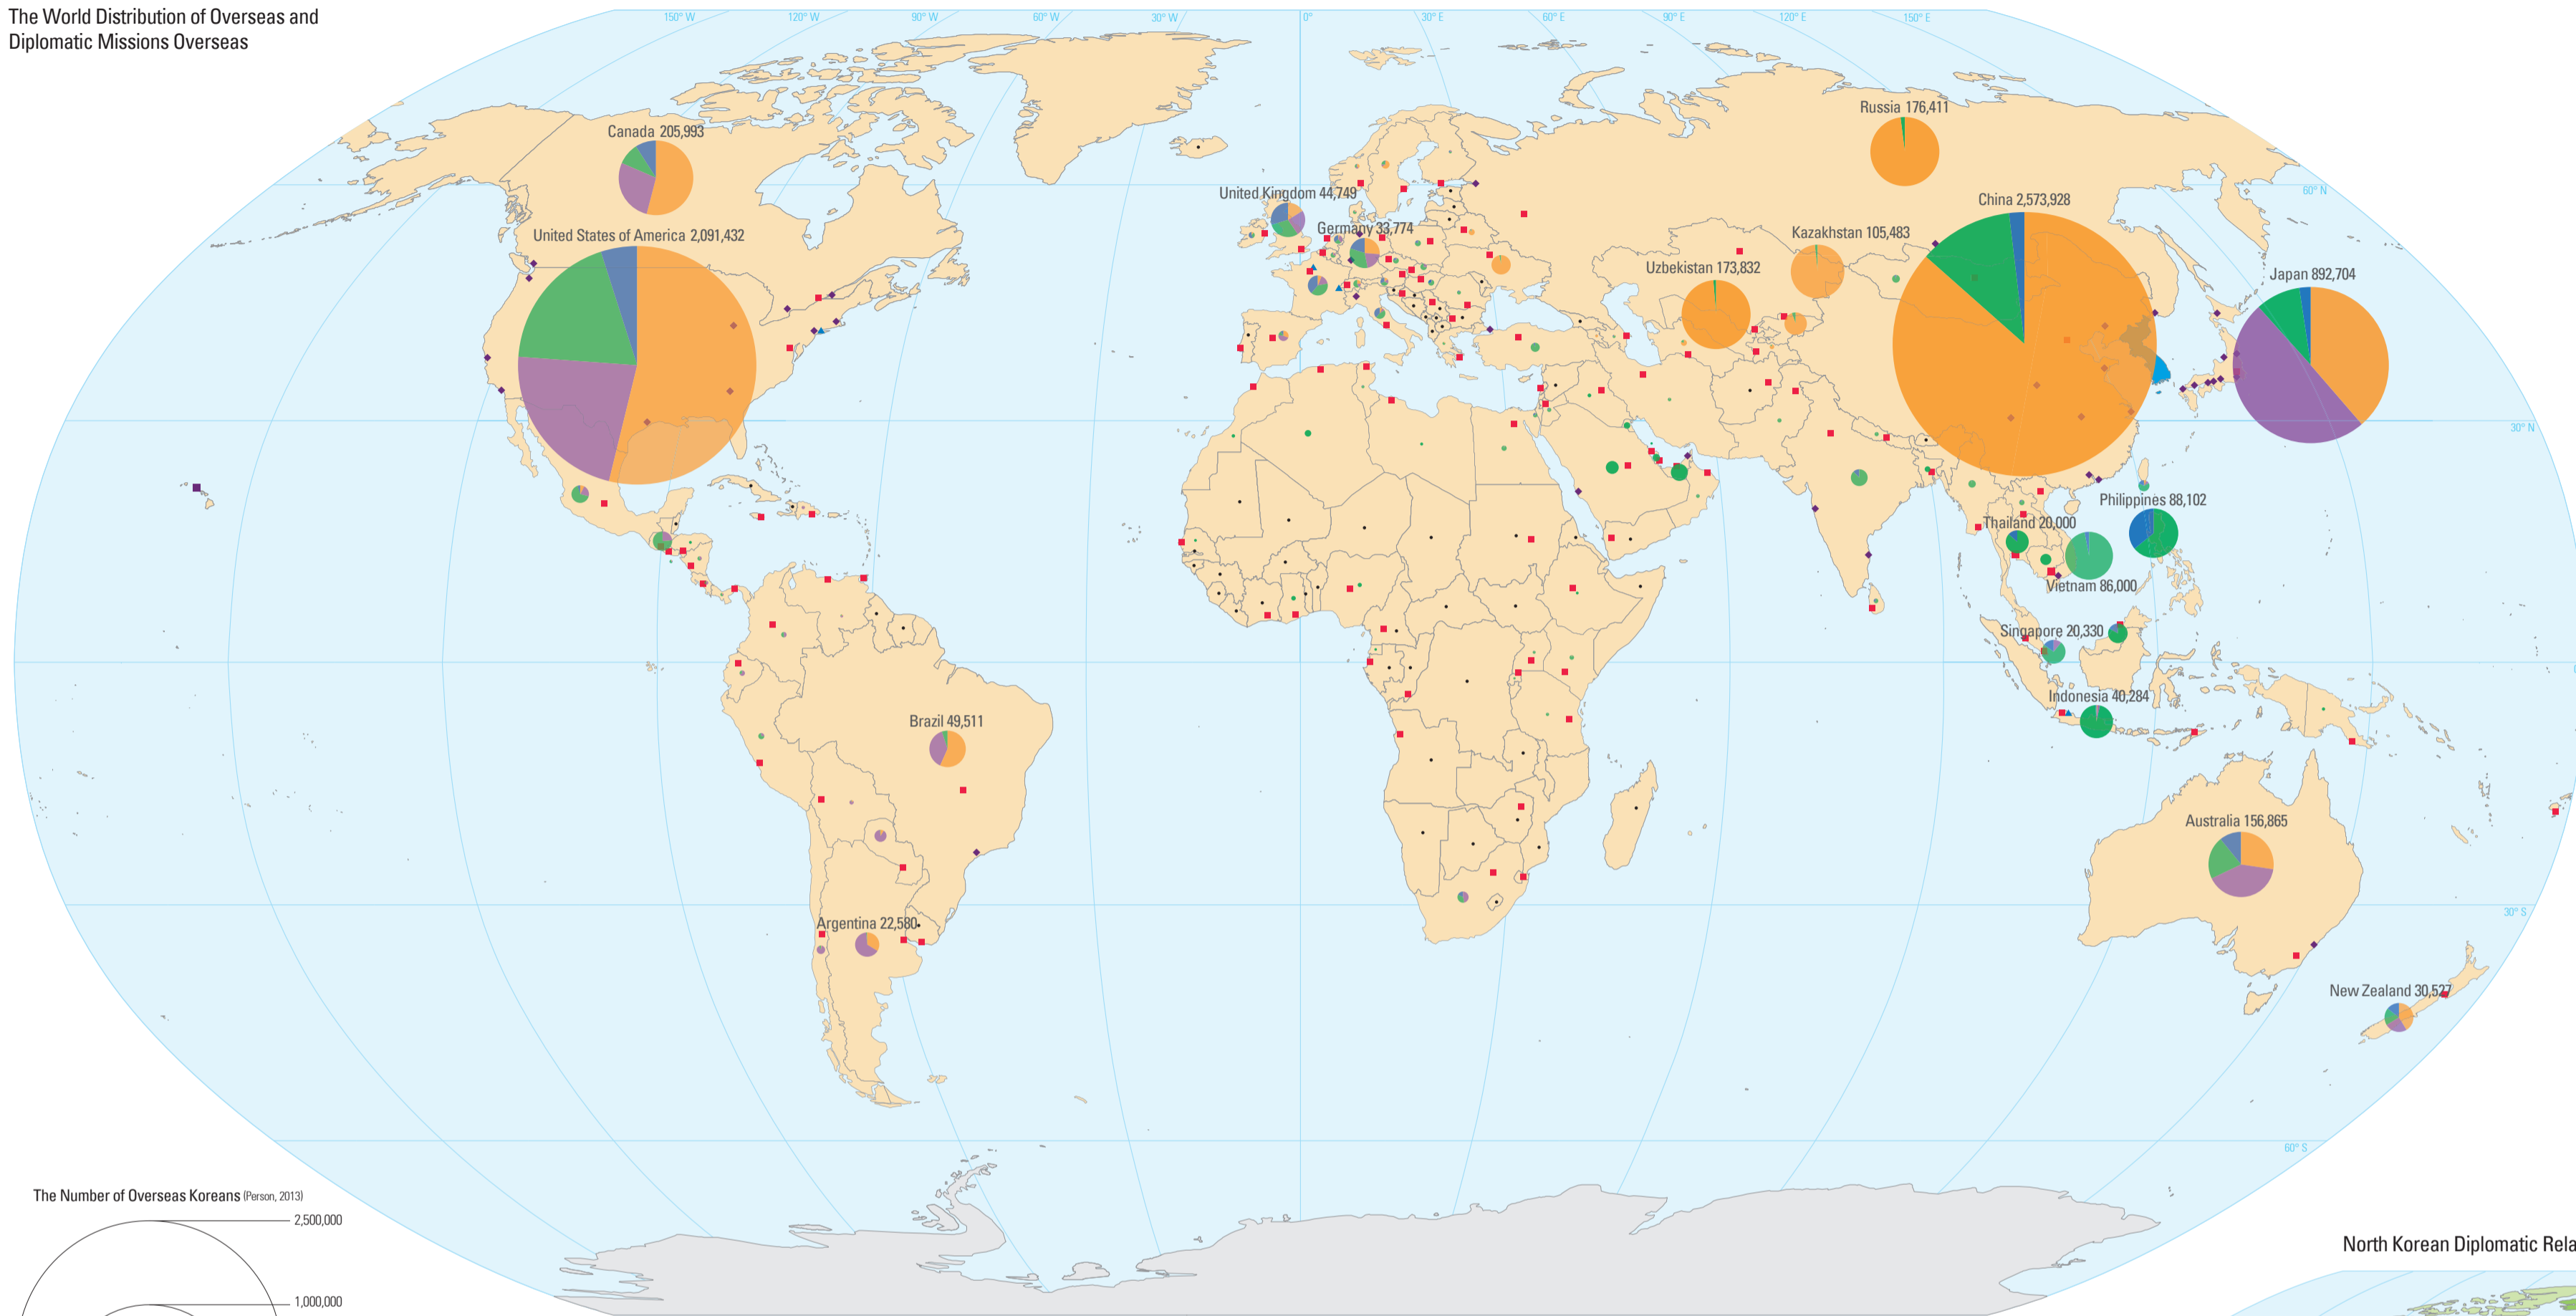 The World Distribution of Overseas and
Diplomatic Missions Overseas
150° W
120° W
90° W
60° W
30° W
0°
30° E
60° E
90° E
120° E
150° E
Canada 205,993
Russia 176,411
60° N
United Kingdom 44,749
China 2,573,928
Germany 33,774
United States of America 2,091,432
Kazakhstan 105,483
Uzbekistan 173,832
Japan 892,704
30° N
Philippines 88,102
Thailand 20,000
Vietnam 86,000
Singapore 20,330
Indonesia 40,284
Brazil 49,511
Australia 156,865
30° S
Argentina 22,580
New Zealand 30,527
60° S
The Number of Overseas Koreans (Person, 2013)
2,500,000
North Korean Diplomatic Rela
1,000,000